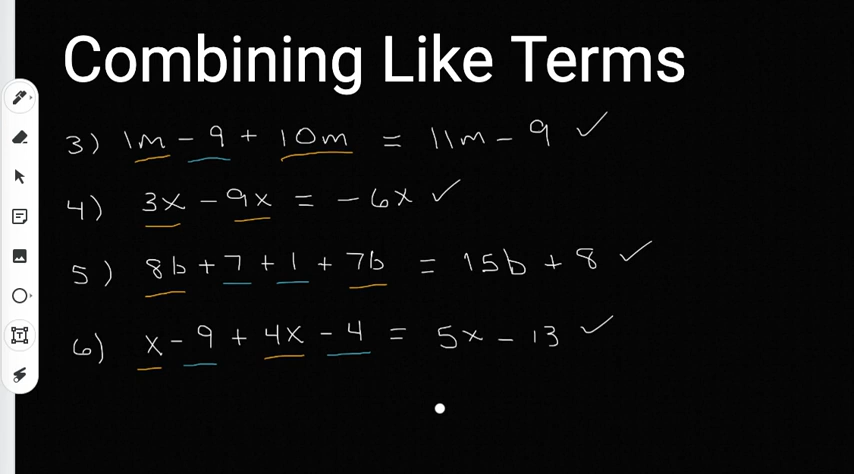 Combining Like Terms
3) 1m - 9 + 10m = 11m - 9 ✓
4) 3x - 9x = -6x ✓
5) 8b + 7 + 1 + 7b = 15b + 8 ✓
6) x - 9 + 4x - 4 = 5x - 13 ✓